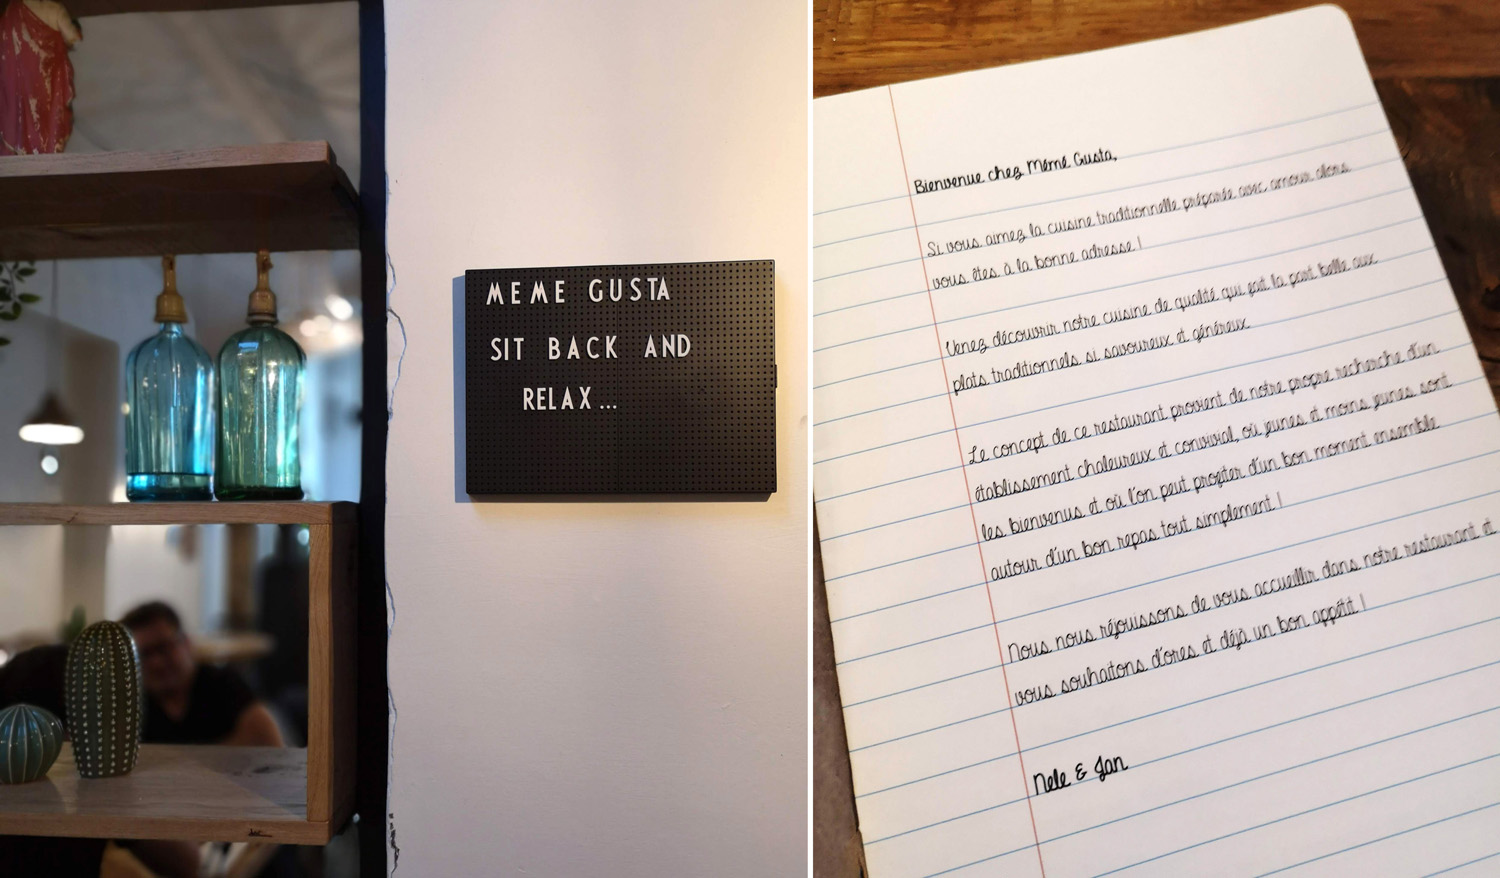 MEME GUSTA
SIT BACK AND
RELAX...
Bienvenue chez Mémé Gusta,
Si vous aimez la cuisine traditionnelle préparée avec amour alors
vous êtes à la bonne adresse !
Venez découvrir notre cuisine de qualité qui fait la part belle aux
plats traditionnels si savoureux et généreux
Le concept de ce restaurant provient de notre propre recherche d'un
établissement chaleureux et convivial, où jeunes et moins jeunes sont
les bienvenus et où l'on peut profiter d'un bon moment ensemble
autour d'un bon repas tout simplement !
Nous nous réjouissons de vous accueillir dans notre restaurant et
vous souhaitons d'ores et déjà un bon appétit !
Nele & Jan